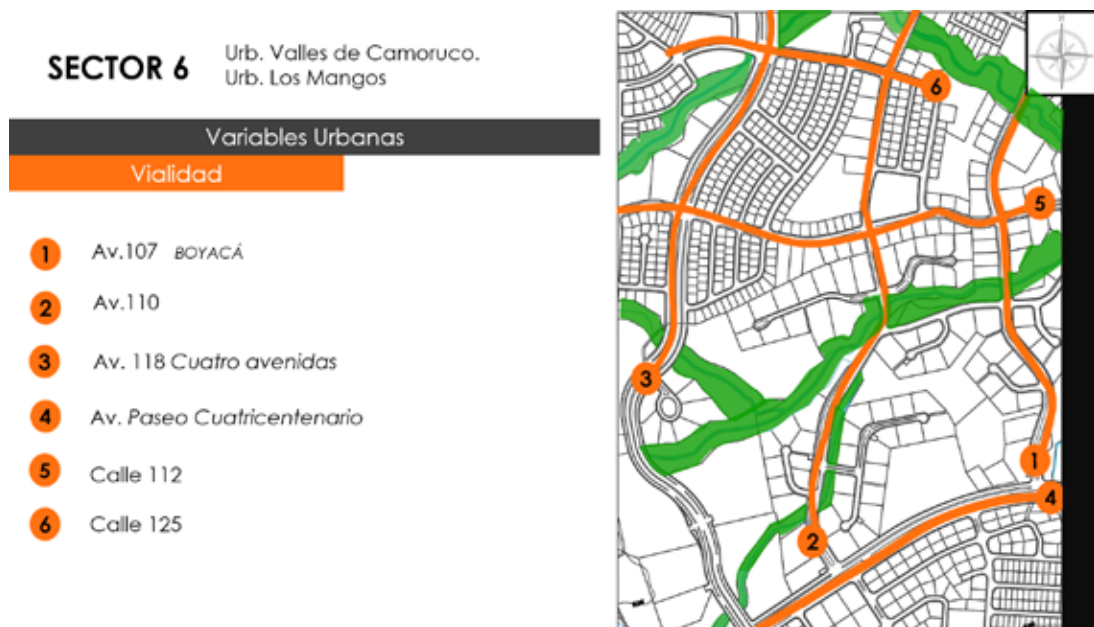 SECTOR 6
Urb. Valles de Camoruco.
Urb. Los Mangos
Variables Urbanas
Vialidad
1 Av.107 BOYACÁ
2 Av.110
3 Av. 118 Cuatro avenidas
4 Av. Paseo Cuatricentenario
5 Calle 112
6 Calle 125
6
5
3
1
4
2